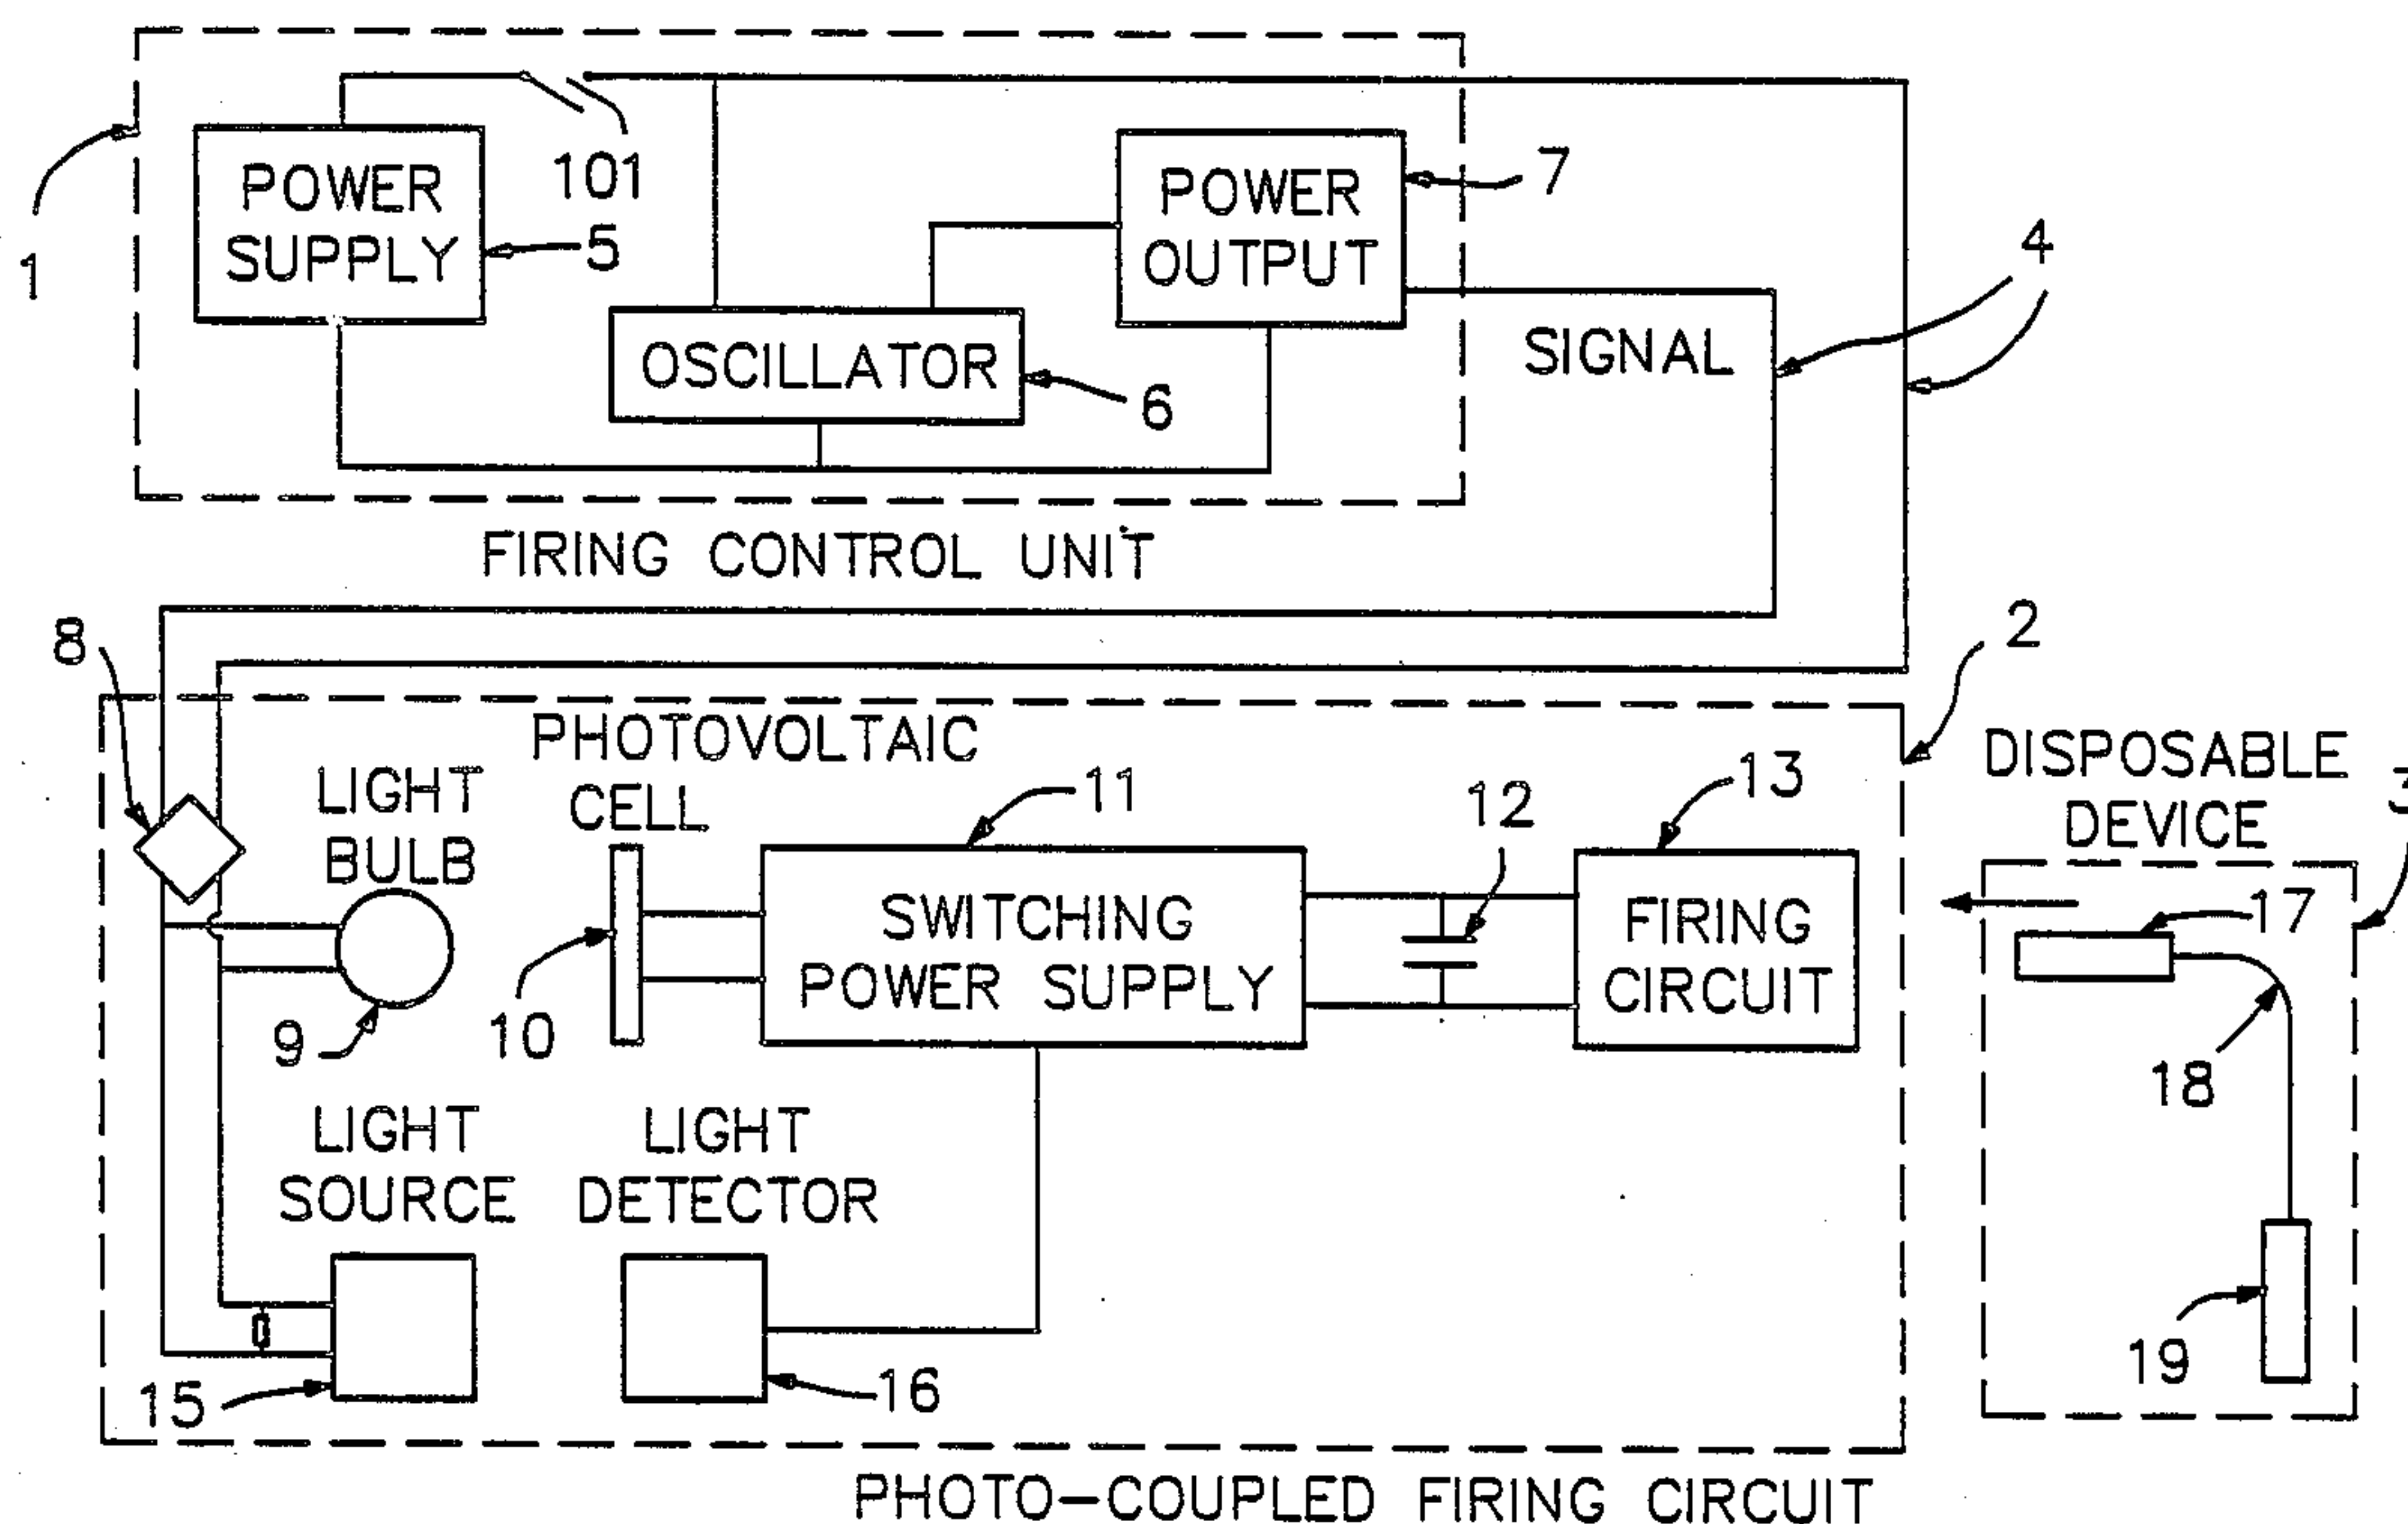 101
POWER
SUPPLY
5
1
POWER
OUTPUT
7
OSCILLATOR
6
SIGNAL
4
FIRING CONTROL UNIT
8
2
PHOTOVOLTAIC
CELL
LIGHT
BULB
9
10
11
SWITCHING
POWER SUPPLY
12
13
FIRING
CIRCUIT
DISPOSABLE
DEVICE
3
17
18
19
LIGHT
SOURCE
15
LIGHT
DETECTOR
16
PHOTO-COUPLED FIRING CIRCUIT